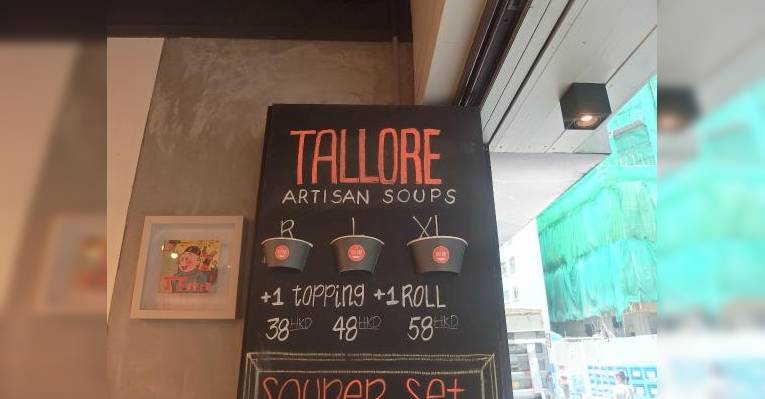 TALLORE
ARTISAN SOUPS
R L XL
+1 topping +1 ROLL
38HKD 48HKD 58HKD
SOUPER Set